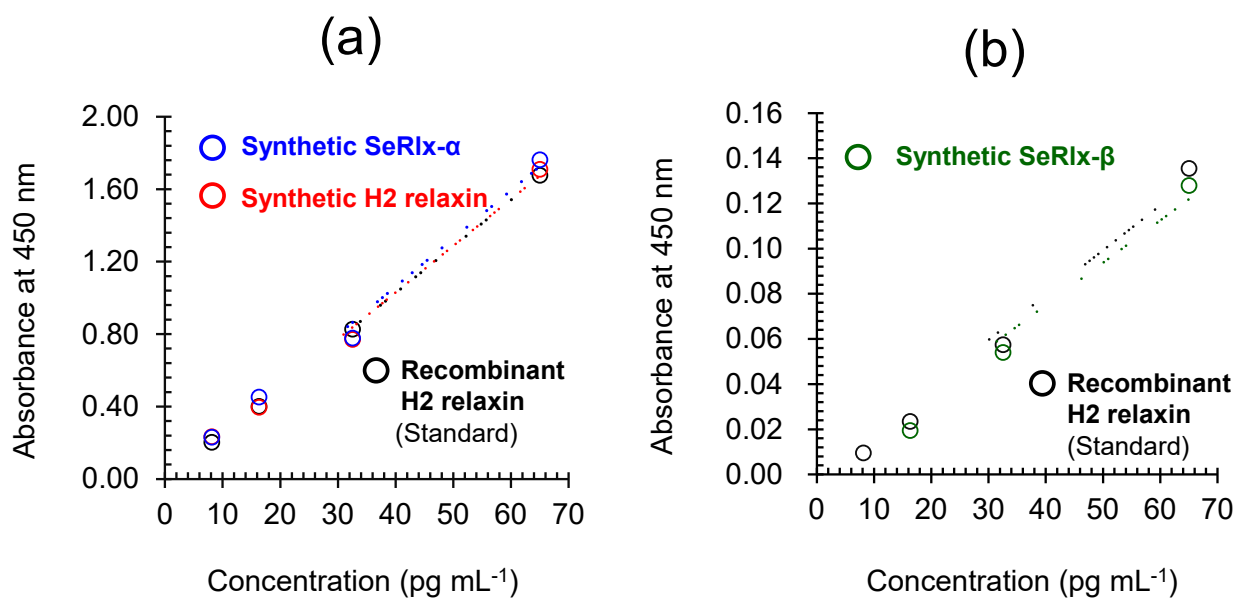 (a)
2.00
1.60
1.20
0.80
0.40
0.00
Absorbance at 450 nm
Synthetic SeRlx-α
Synthetic H2 relaxin
Recombinant
H2 relaxin
(Standard)
0 10 20 30 40 50 60 70
Concentration (pg mL-1)
(b)
0.16
0.14
0.12
0.10
0.08
0.06
0.04
0.02
0.00
Absorbance at 450 nm
Synthetic SeRlx-β
Recombinant
H2 relaxin
(Standard)
0 10 20 30 40 50 60 70
Concentration (pg mL-1)